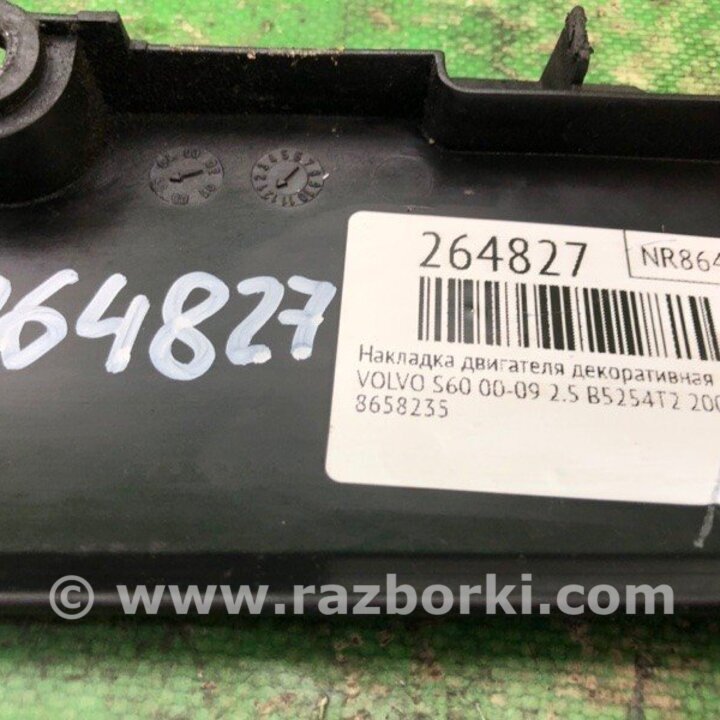 264827
NR864
264827
Накладка двигателя декоративная
VOLVO S60 00-09 2.5 B5254T2 200
8658235
© www.razborki.com